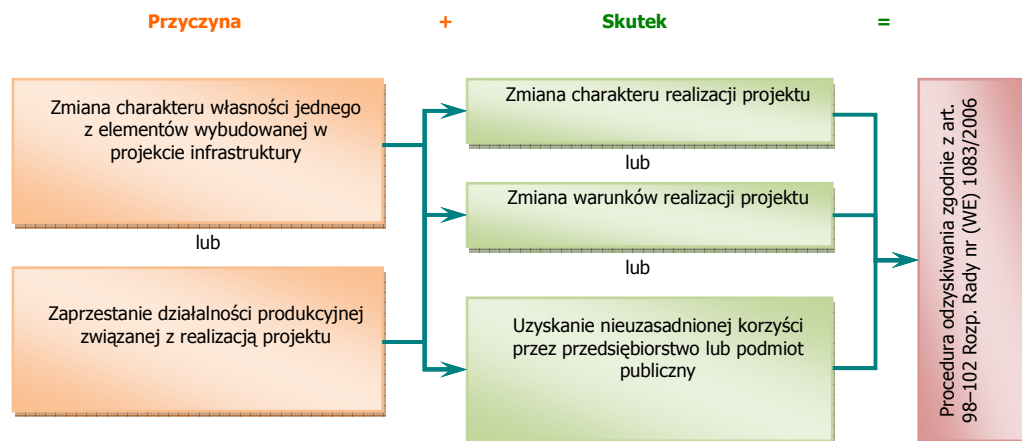 Przyczyna + Skutek =
Zmiana charakteru własności jednego
z elementów wybudowanej w
projekcie infrastruktury
lub
Zaprzestanie działalności produkcyjnej
związanej z realizacją projektu
Zmiana charakteru realizacji projektu
lub
Zmiana warunków realizacji projektu
lub
Uzyskanie nieuzasadnionej korzyści
przez przedsiębiorstwo lub podmiot
publiczny
Procedura odzyskiwania zgodnie z art.
98–102 Rozp. Rady nr (WE) 1083/2006